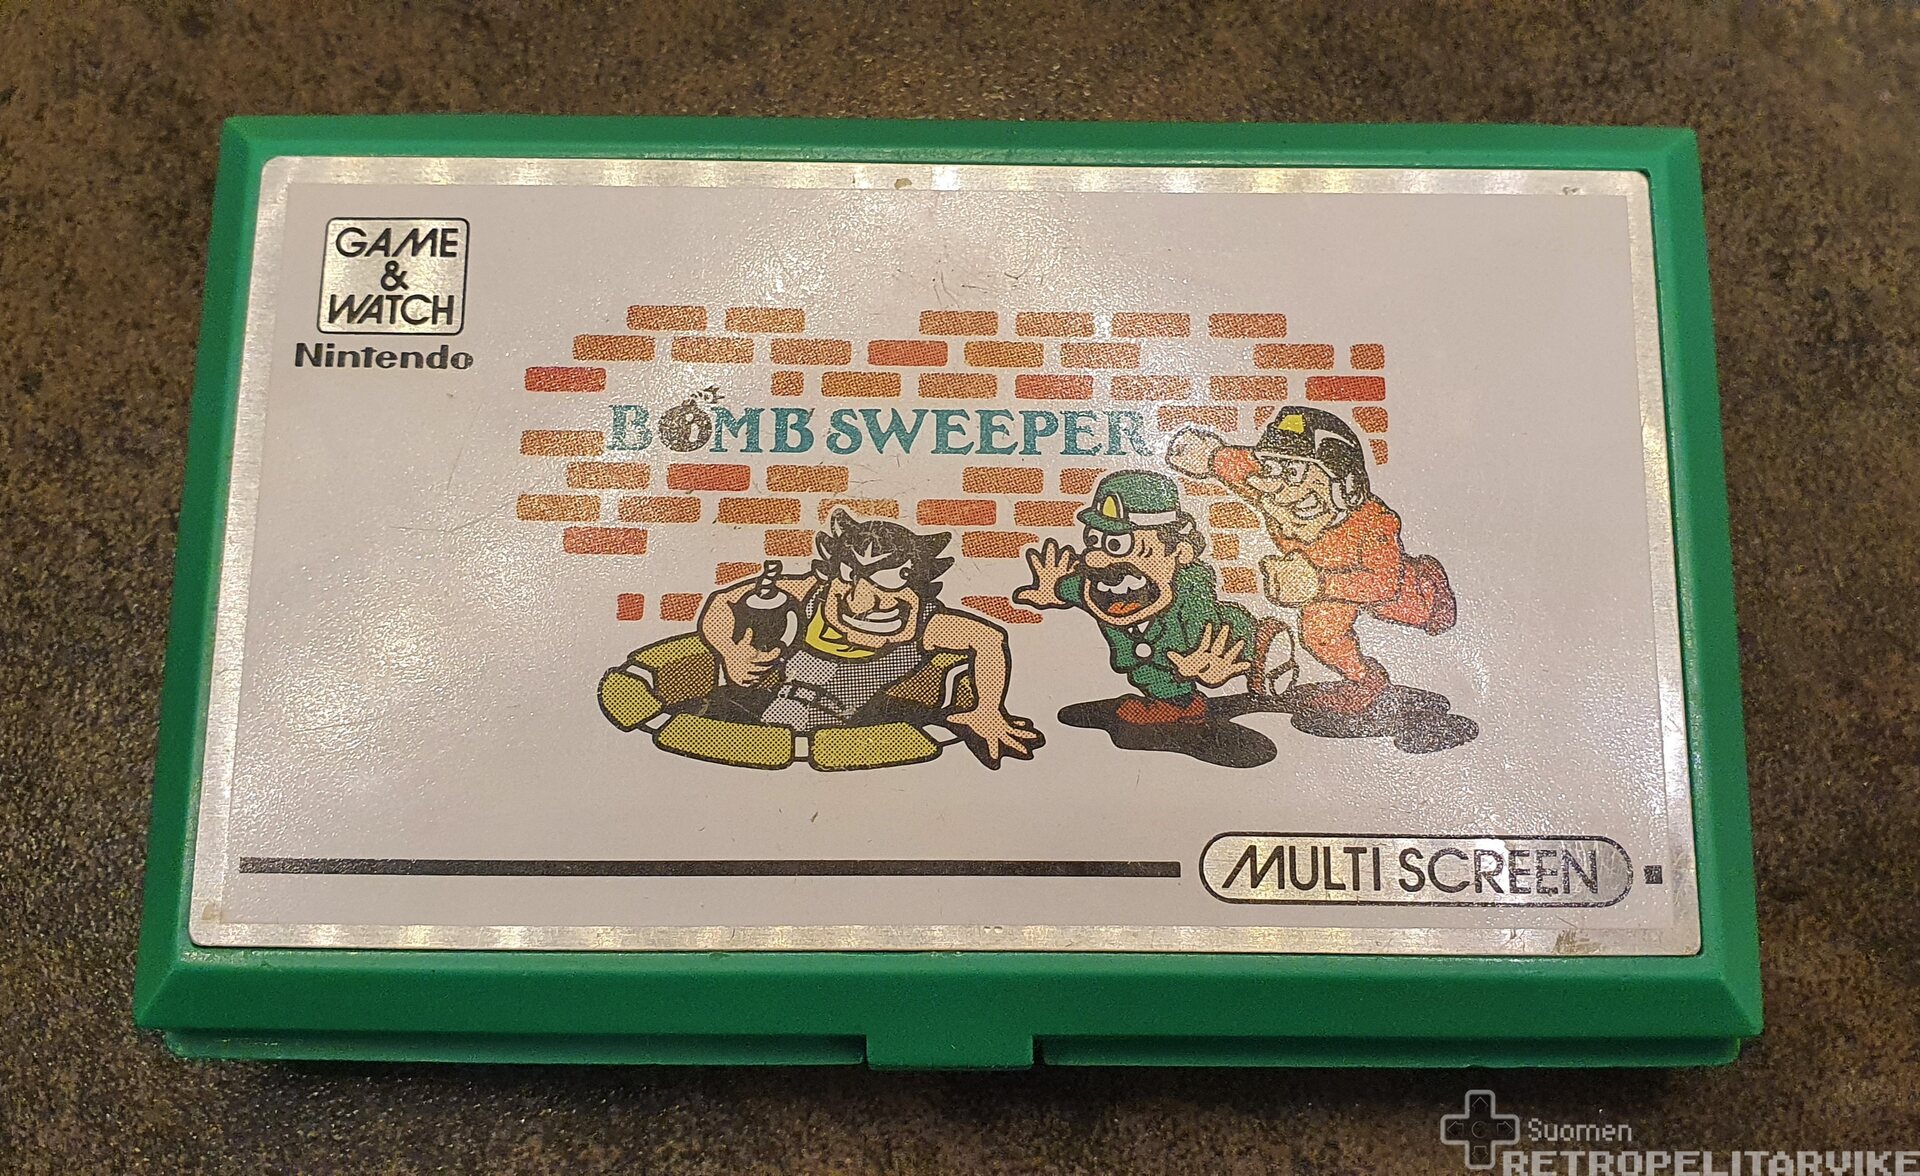 GAME
&
WATCH
Nintendo
BOMB SWEEPER
MULTI SCREEN
Suomen
RETROPELITARVIKE